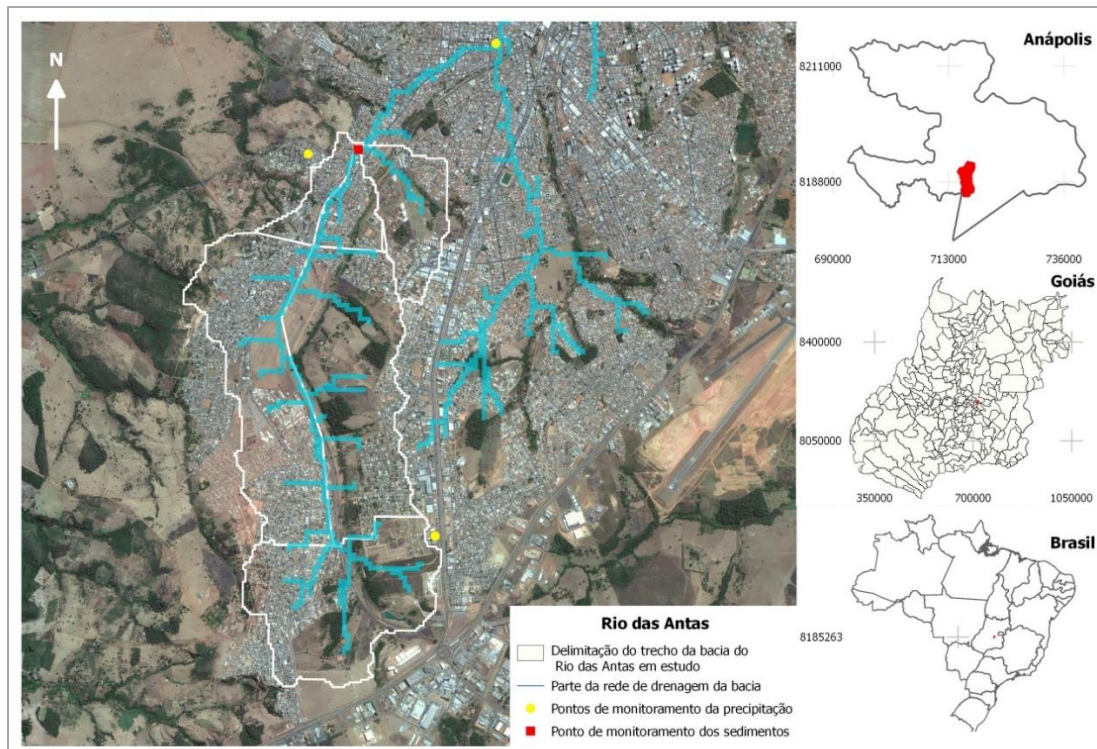 N
Rio das Antas
Delimitação do trecho da bacia do
Rio das Antas em estudo
Parte da rede de drenagem da bacia
Pontos de monitoramento da precipitação
Ponto de monitoramento dos sedimentos
Anápolis
8211000
8188000
690000 713000 736000
Goiás
8400000
8050000
350000 700000 1050000
Brasil
8185263